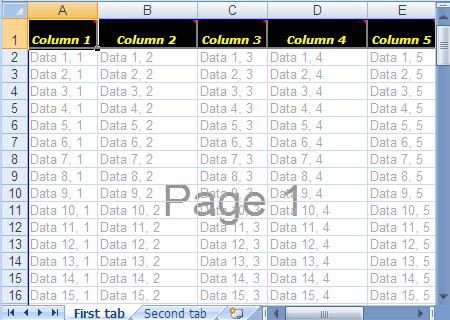 A B C D E
1 Column 1 Column 2 Column 3 Column 4 Column 5
2 Data 1, 1 Data 1, 2 Data 1, 3 Data 1, 4 Data 1, 5
3 Data 2, 1 Data 2, 2 Data 2, 3 Data 2, 4 Data 2, 5
4 Data 3, 1 Data 3, 2 Data 3, 3 Data 3, 4 Data 3, 5
5 Data 4, 1 Data 4, 2 Data 4, 3 Data 4, 4 Data 4, 5
6 Data 5, 1 Data 5, 2 Data 5, 3 Data 5, 4 Data 5, 5
7 Data 6, 1 Data 6, 2 Data 6, 3 Data 6, 4 Data 6, 5
8 Data 7, 1 Data 7, 2 Data 7, 3 Data 7, 4 Data 7, 5
9 Data 8, 1 Data 8, 2 Data 8, 3 Data 8, 4 Data 8, 5
10 Data 9, 1 Data 9, 2 Data 9, 3 Data 9, 4 Data 9, 5
Page 1
11 Data 10, 1 Data 10, 2 Data 10, 3 Data 10, 4 Data 10, 5
12 Data 11, 1 Data 11, 2 Data 11, 3 Data 11, 4 Data 11, 5
13 Data 12, 1 Data 12, 2 Data 12, 3 Data 12, 4 Data 12, 5
14 Data 13, 1 Data 13, 2 Data 13, 3 Data 13, 4 Data 13, 5
15 Data 14, 1 Data 14, 2 Data 14, 3 Data 14, 4 Data 14, 5
16 Data 15, 1 Data 15, 2 Data 15, 3 Data 15, 4 Data 15, 5
First tab Second tab